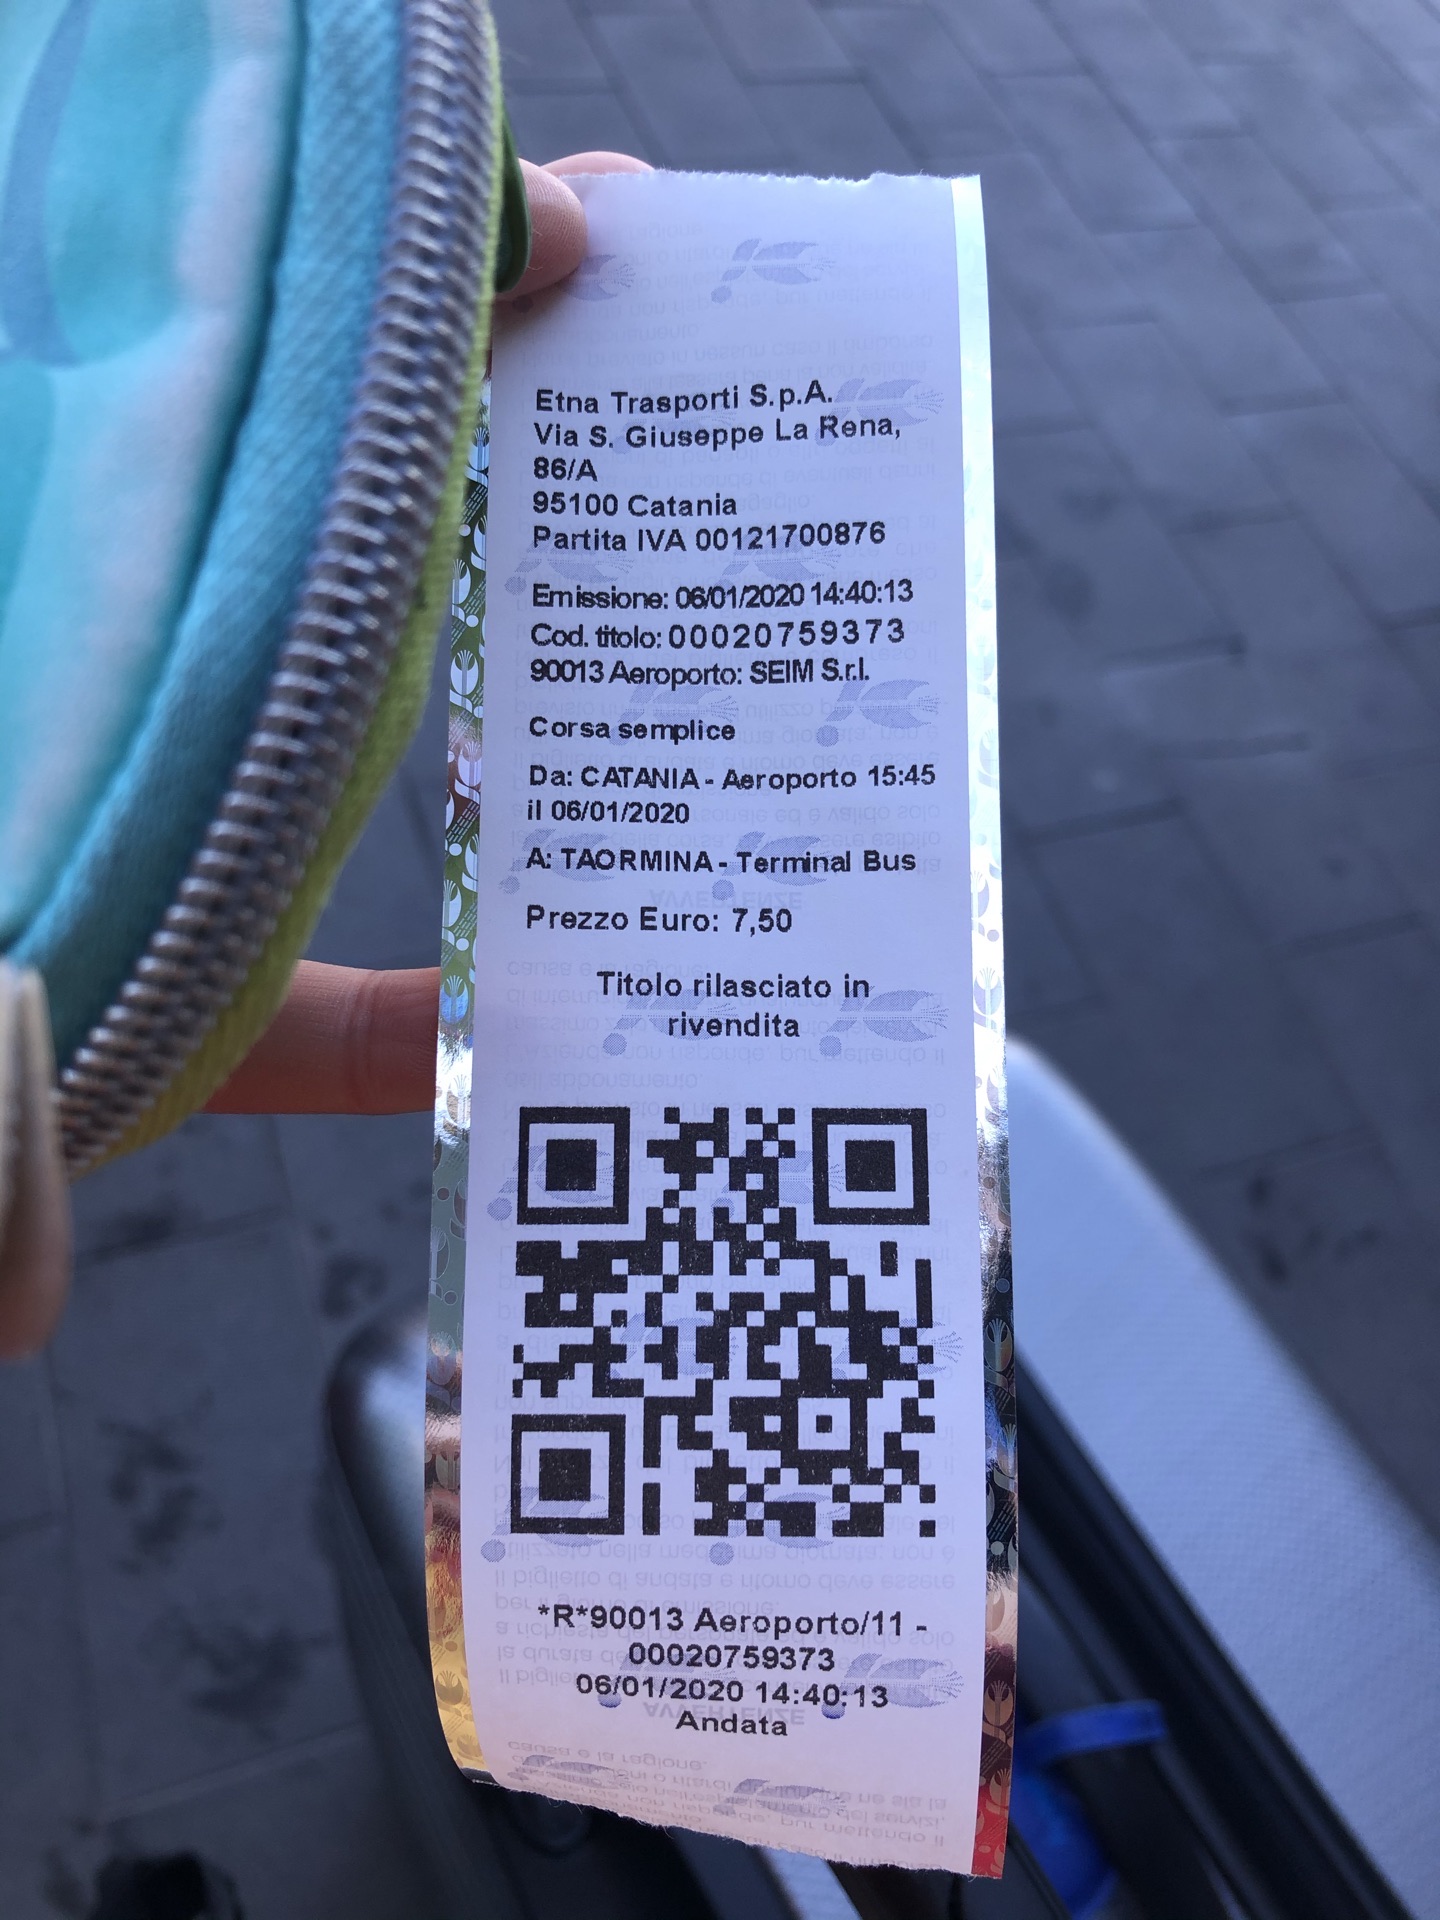 Etna Trasporti S.p.A.
Via S. Giuseppe La Rena,
86/A
95100 Catania
Partita IVA 00121700876
Emissione: 06/01/2020 14:40:13
Cod. titolo: 00020759373
90013 Aeroporto: SEIM S.r.l.
Corsa semplice
Da: CATANIA - Aeroporto 15:45
il 06/01/2020
A: TAORMINA - Terminal Bus
Prezzo Euro: 7,50
Titolo rilasciato in
rivendita
*R*90013 Aeroporto/11 -
00020759373
06/01/2020 14:40:13
Andata